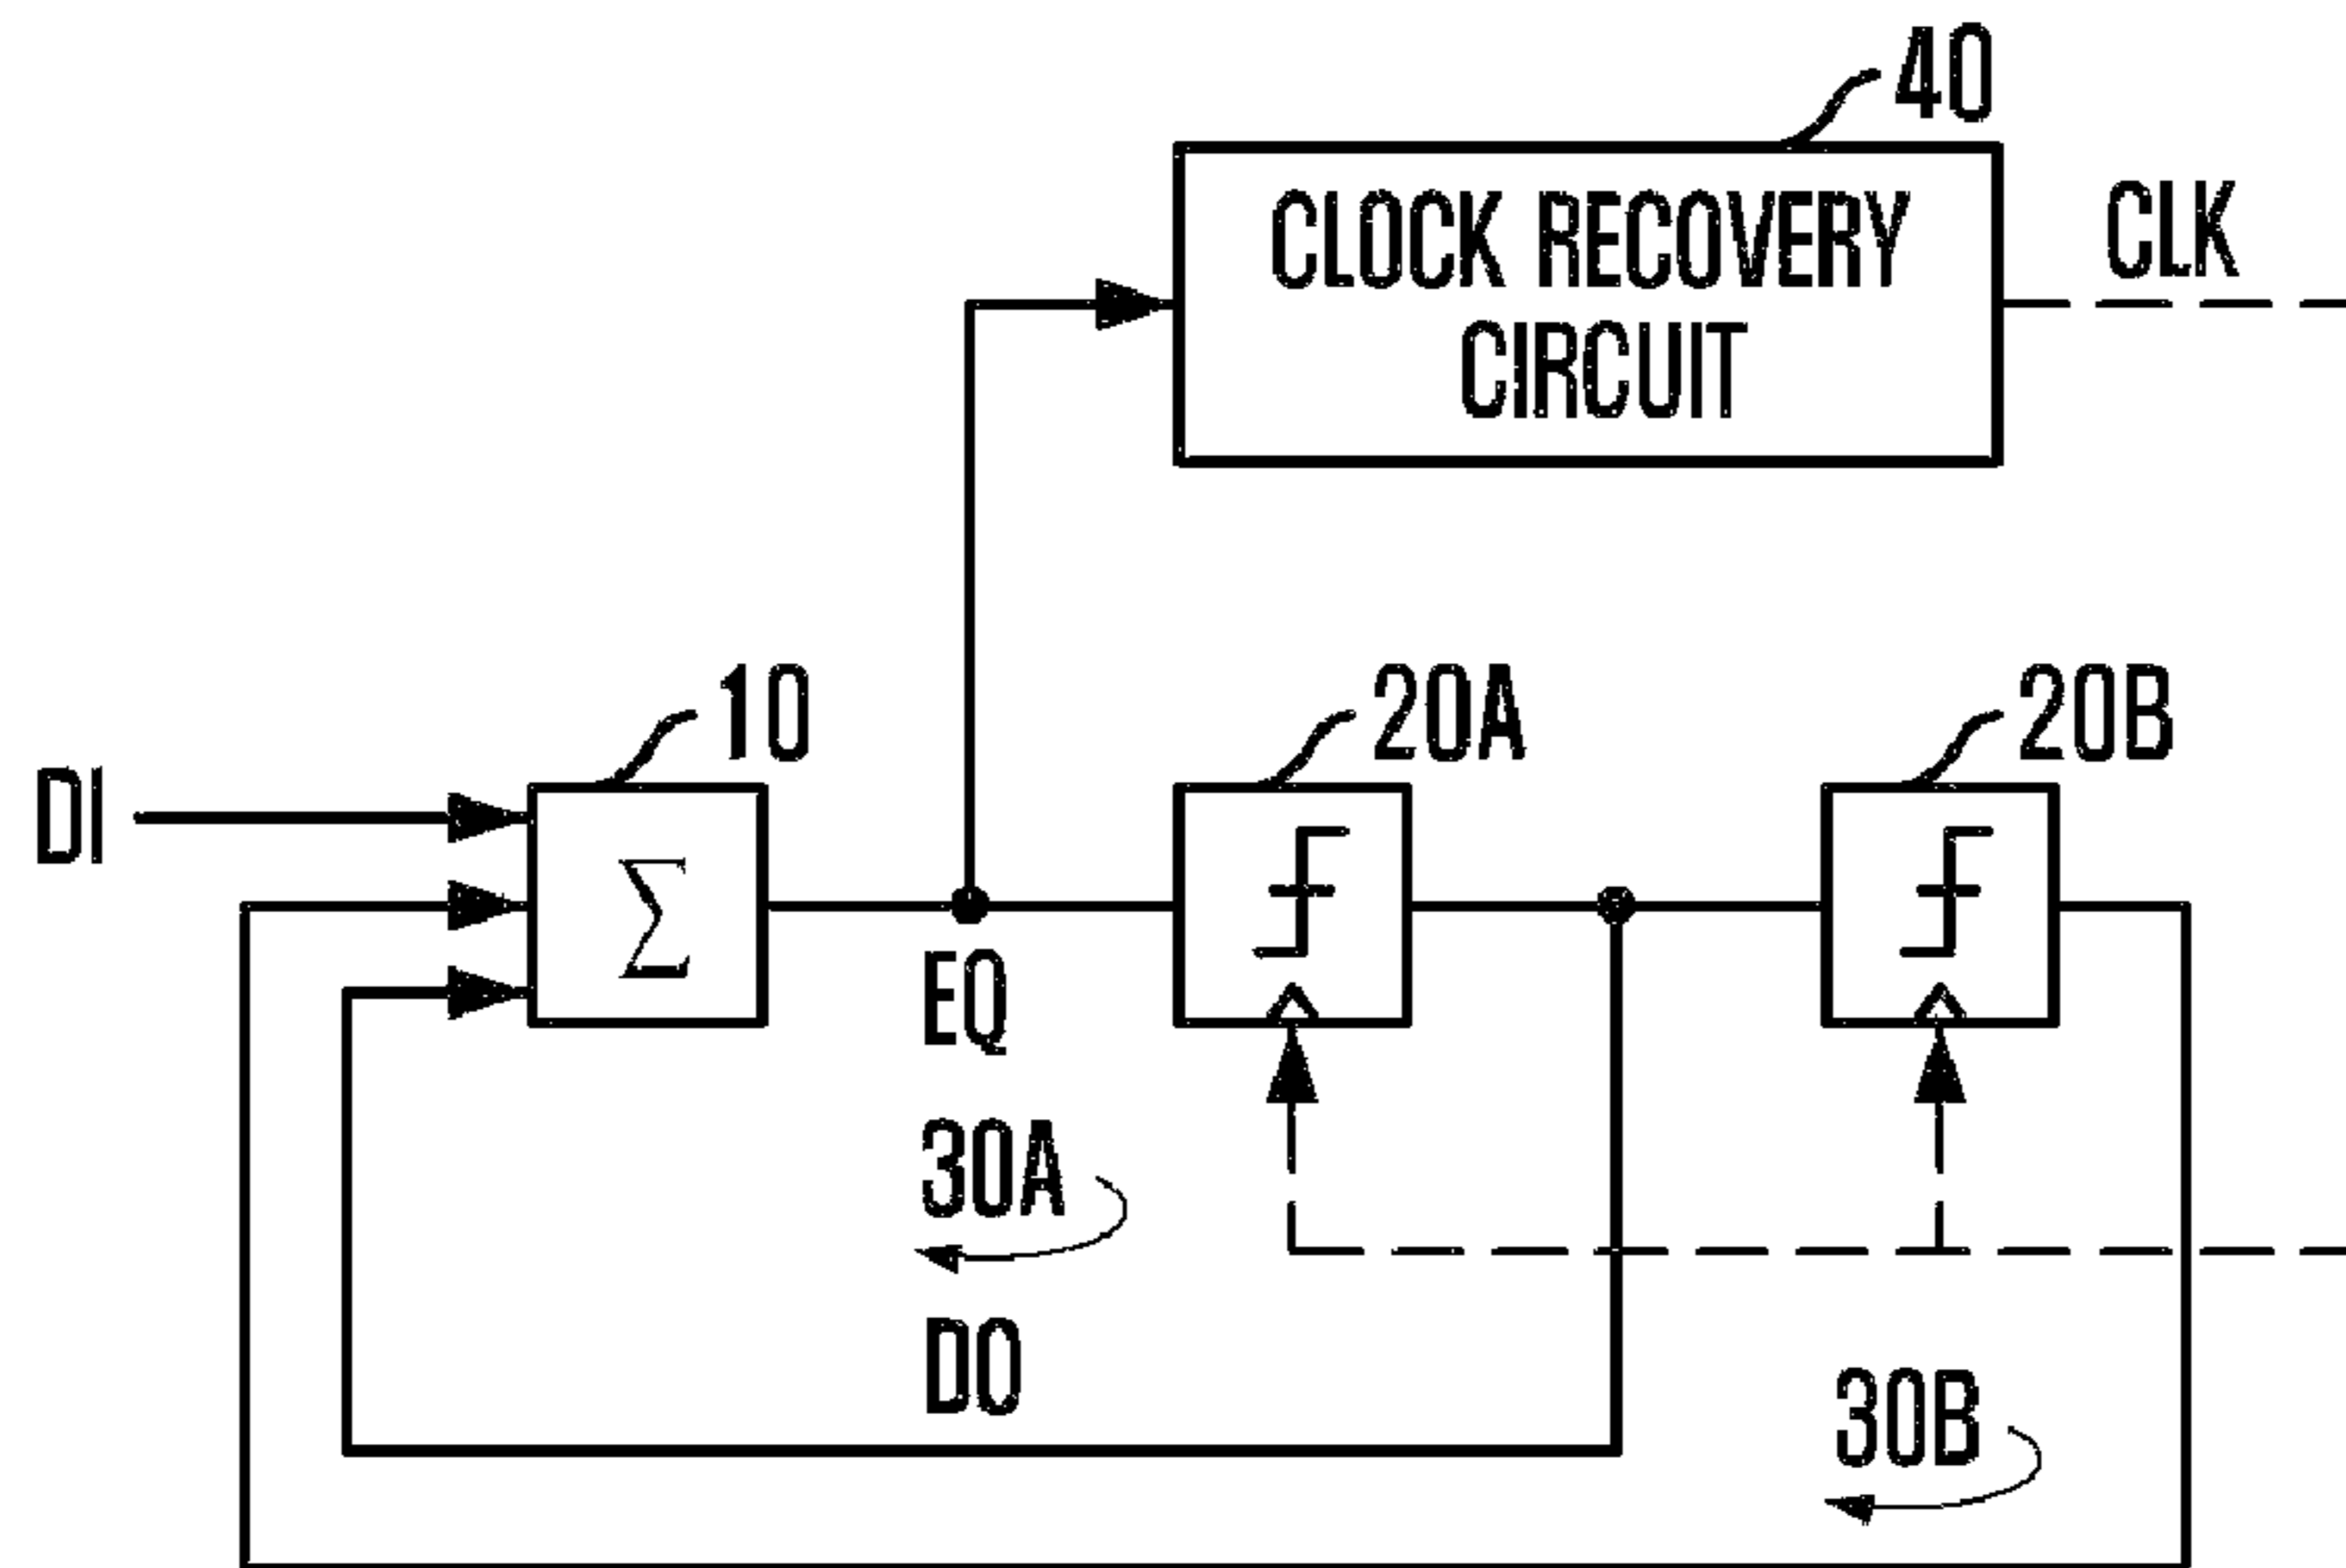 40
CLOCK RECOVERY
CIRCUIT
CLK
10
20A
20B
DI
Σ
EQ
30A
DO
30B